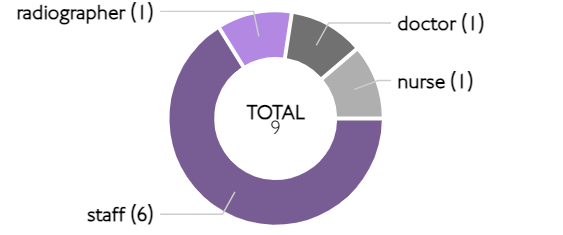 radiographer (1)
doctor (1)
nurse (1)
TOTAL
9
staff (6)